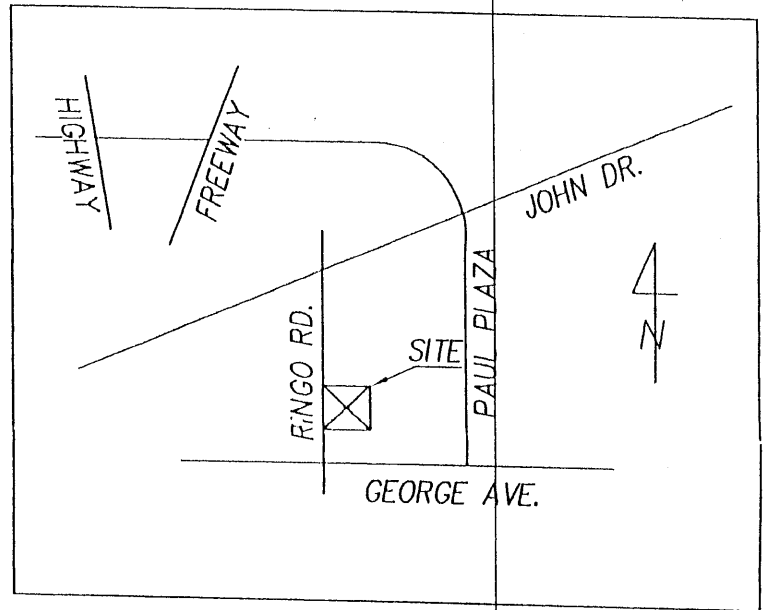 HIGHWAY
FREEWAY
JOHN DR.
RINGO RD.
SITE
PAUL PLAZA
N
GEORGE AVE.